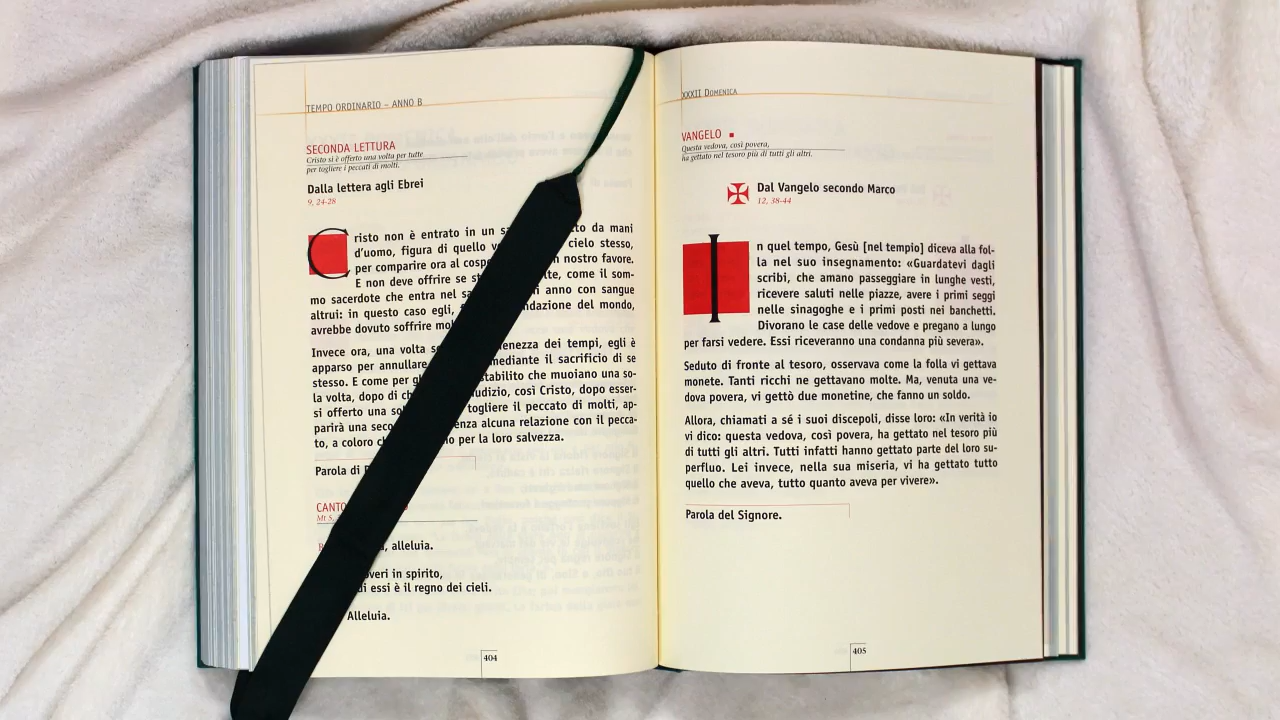 TEMPO ORDINARIO – ANNO B
SECONDA LETTURA
Cristo si è offerto una volta per tutte
per togliere i peccati di molti.
Dalla lettera agli Ebrei
9, 24-28
Cristo non è entrato in un da mani
d'uomo, figura di quello cielo stesso,
per comparire ora al nostro favore.
E non deve offrire se come il som-
mo sacerdote che entra nel anno con sangue
altrui: in questo caso egli, del mondo,
avrebbe dovuto soffrire
Invece ora, una volta dei tempi, egli è
apparso per annullare mediante il sacrificio di se
stesso. E come per stabilito che muoiano una so-
la volta, dopo di così Cristo, dopo esser-
si offerto una togliere il peccato di molti, ap-
parirà una alcuna relazione con il pecca-
to, a coloro per la loro salvezza.
Parola di
CANTO
Mt 5,
alleluia.
in spirito,
di essi è il regno dei cieli.
Alleluia.
404
XXXII DOMENICA
VANGELO
Questa vedova, così povera,
ha gettato nel tesoro più di tutti gli altri.
Dal Vangelo secondo Marco
12, 38-44
In quel tempo, Gesù [nel tempio] diceva alla fol-
la nel suo insegnamento: «Guardatevi dagli
scribi, che amano passeggiare in lunghe vesti,
ricevere saluti nelle piazze, avere i primi seggi
nelle sinagoghe e i primi posti nei banchetti.
Divorano le case delle vedove e pregano a lungo
per farsi vedere. Essi riceveranno una condanna più severa».
Seduto di fronte al tesoro, osservava come la folla vi gettava
monete. Tanti ricchi ne gettavano molte. Ma, venuta una ve-
dova povera, vi gettò due monetine, che fanno un soldo.
Allora, chiamati a sé i suoi discepoli, disse loro: «In verità io
vi dico: questa vedova, così povera, ha gettato nel tesoro più
di tutti gli altri. Tutti infatti hanno gettato parte del loro su-
perfluo. Lei invece, nella sua miseria, vi ha gettato tutto
quello che aveva, tutto quanto aveva per vivere».
Parola del Signore.
405